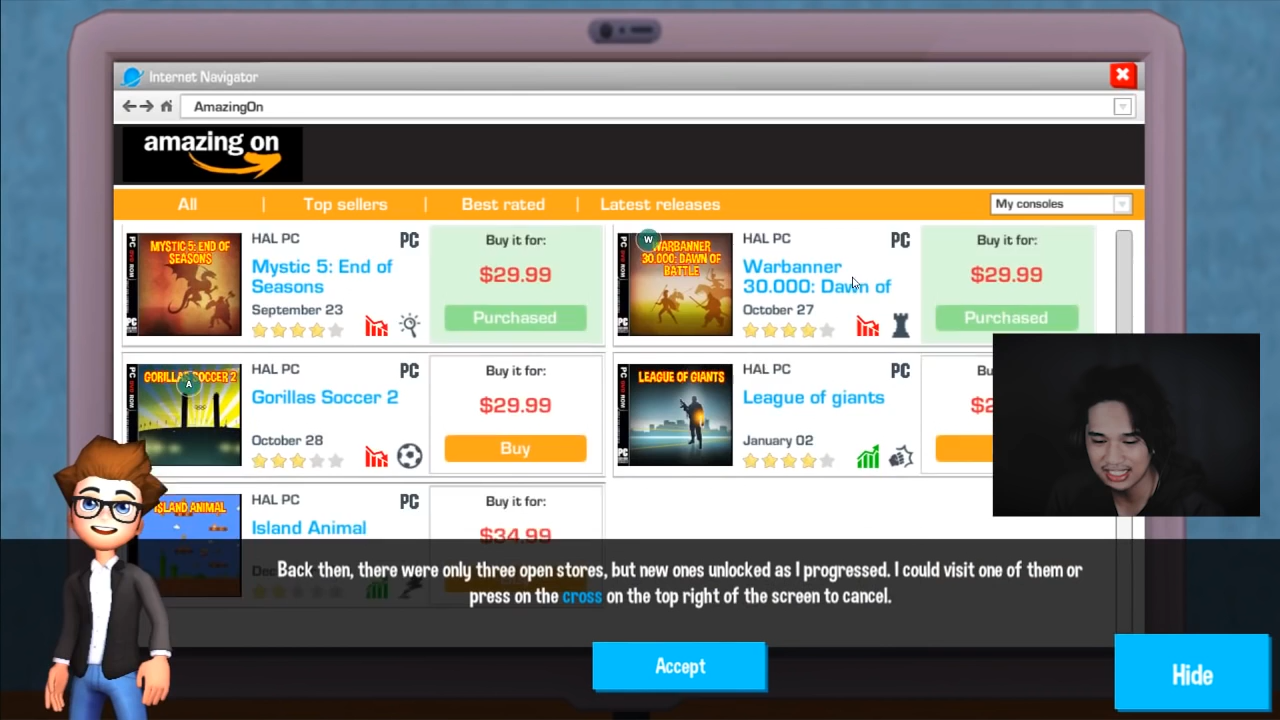 Internet Navigator
AmazingOn
amazing on
All | Top sellers | Best rated | Latest releases
My consoles
PC DVD ROM
MYSTIC 5: END OF
SEASONS
HAL PC
PC
Mystic 5: End of
Seasons
September 23
Buy it for:
$29.99
Purchased
W
WARBANNER
30.000: DAWN OF
BATTLE
HAL PC
PC
Warbanner
30.000: Dawn of
October 27
Buy it for:
$29.99
Purchased
A
HAL PC
PC
Gorillas Soccer 2
October 28
Buy it for:
$29.99
Buy
LEAGUE OF GIANTS
HAL PC
PC
League of giants
January 02
Bu
$2
ISLAND ANIMAL
HAL PC
PC
Island Animal
Buy it for:
$34.99
Back then, there were only three open stores, but new ones unlocked as I progressed. I could visit one of them or
press on the cross on the top right of the screen to cancel.
Accept
Hide